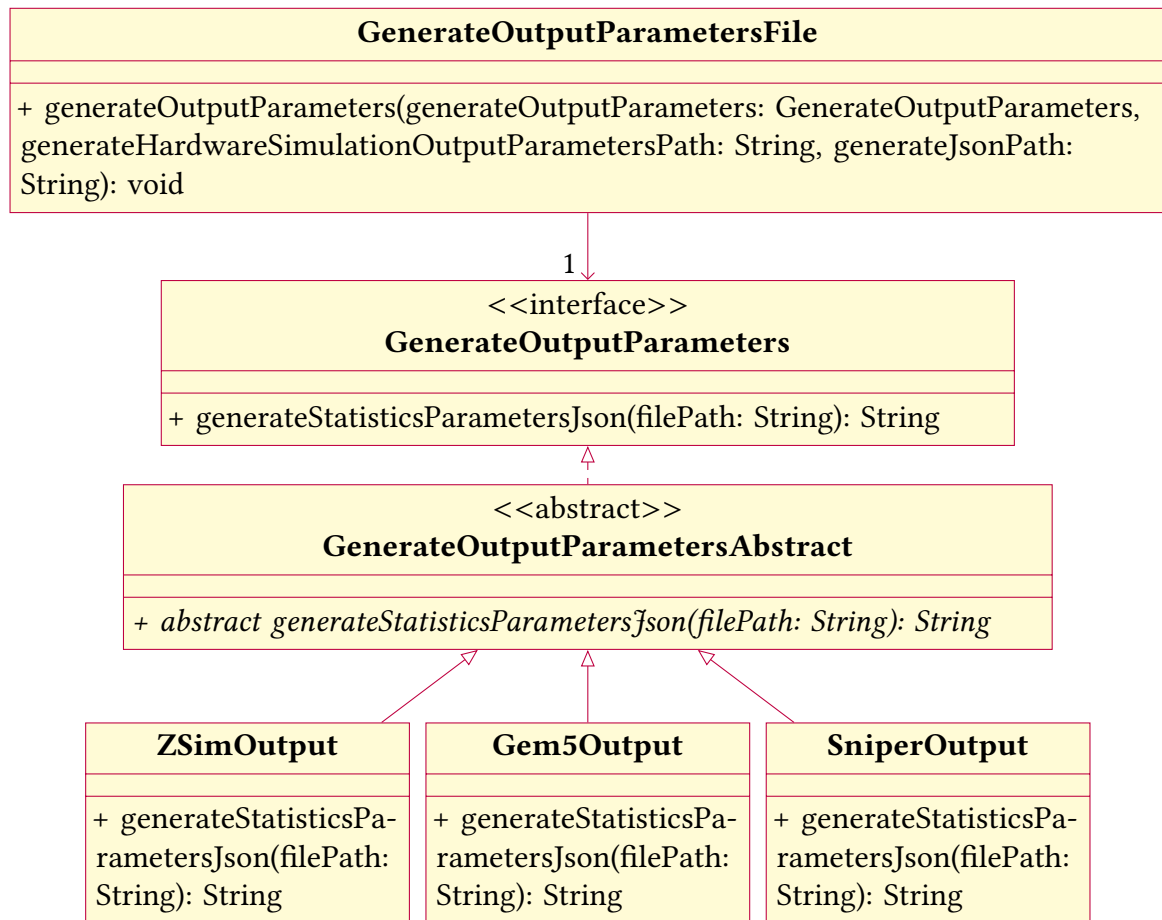 GenerateOutputParametersFile
+ generateOutputParameters(generateOutputParameters: GenerateOutputParameters,
generateHardwareSimulationOutputParametersPath: String, generateJsonPath:
String): void
1
<<interface>>
GenerateOutputParameters
+ generateStatisticsParametersJson(filePath: String): String
<<abstract>>
GenerateOutputParametersAbstract
+ abstract generateStatisticsParametersJson(filePath: String): String
ZSimOutput
+ generateStatisticsPa-
rametersJson(filePath:
String): String
Gem5Output
+ generateStatisticsPa-
rametersJson(filePath:
String): String
SniperOutput
+ generateStatisticsPa-
rametersJson(filePath:
String): String